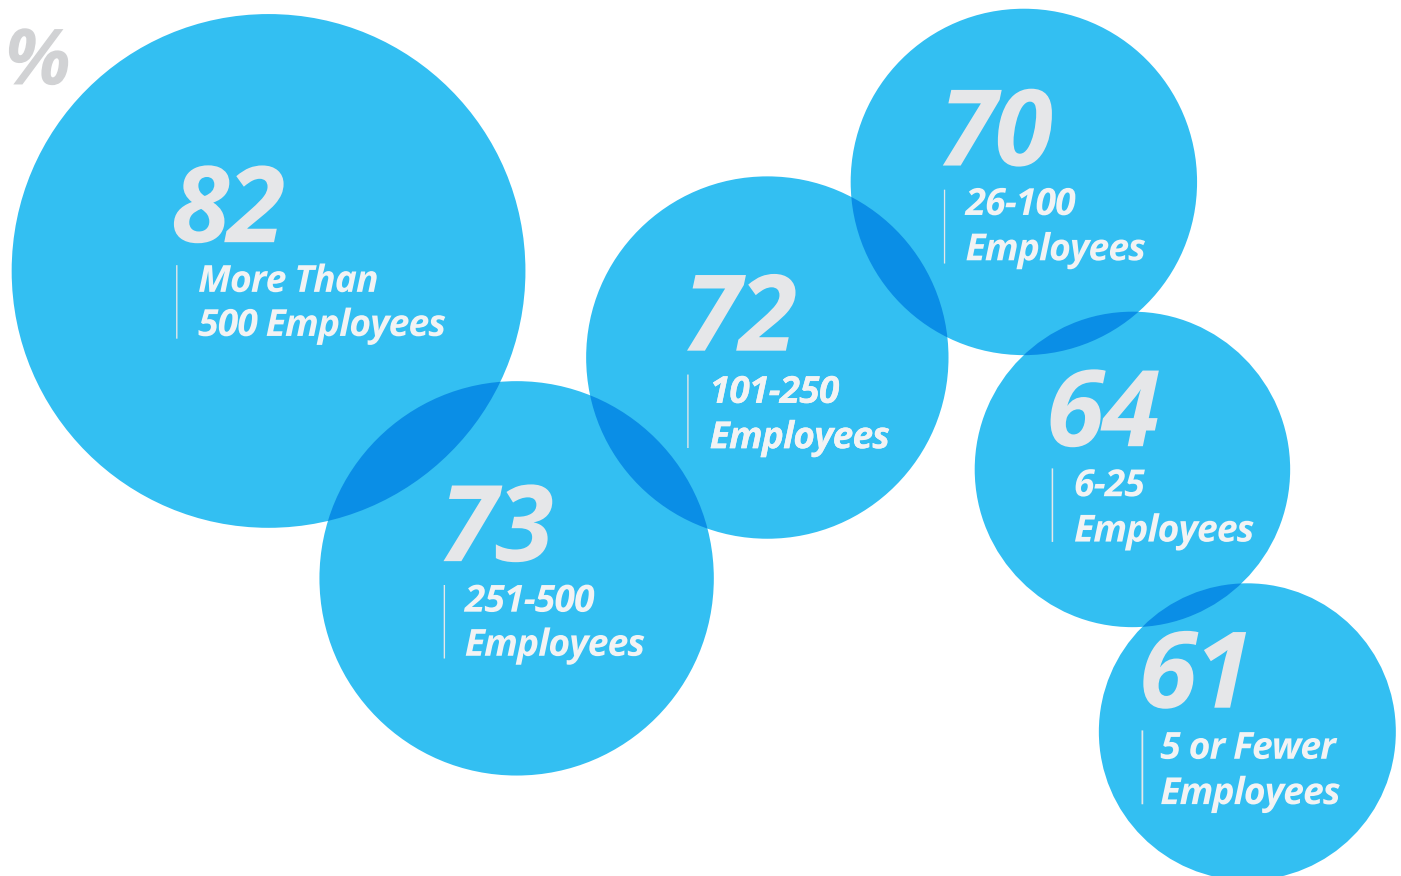 %
82
More Than
500 Employees
73
251-500
Employees
72
101-250
Employees
70
26-100
Employees
64
6-25
Employees
61
5 or Fewer
Employees